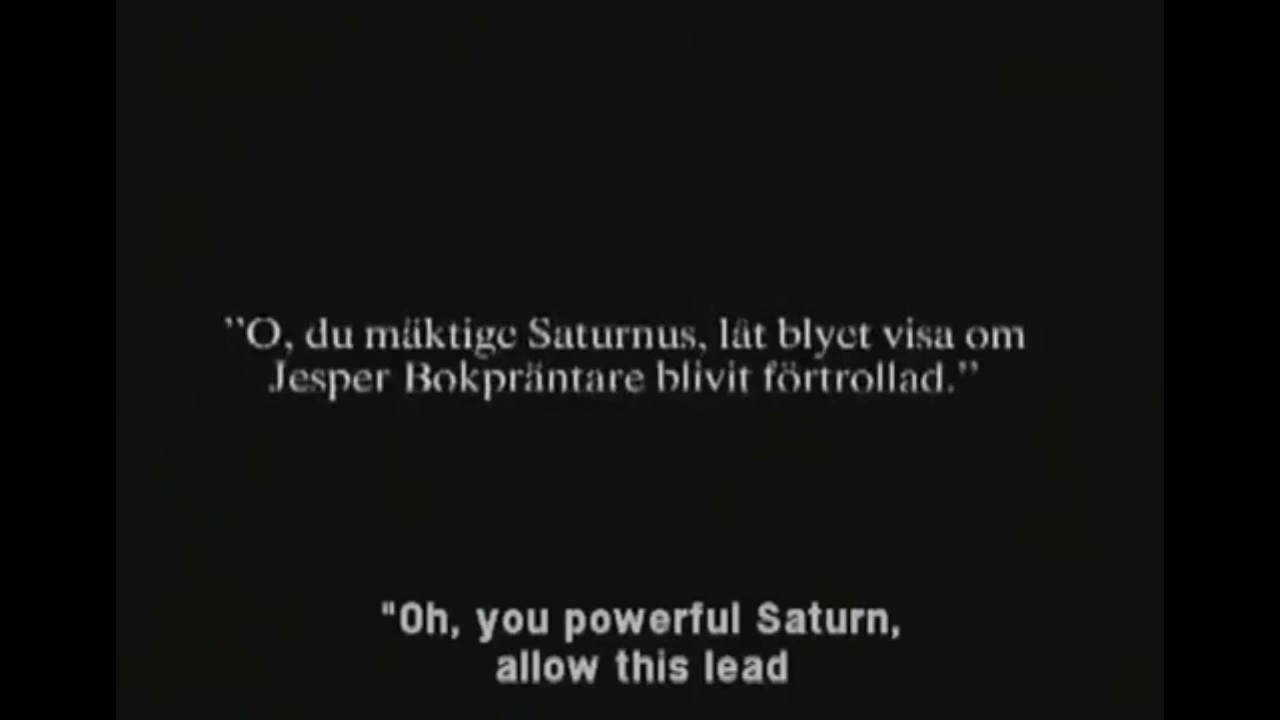 ”O, du mäktige Saturnus, låt blyet visa om
Jesper Bokpräntare blivit förtrollad.”
"Oh, you powerful Saturn,
allow this lead